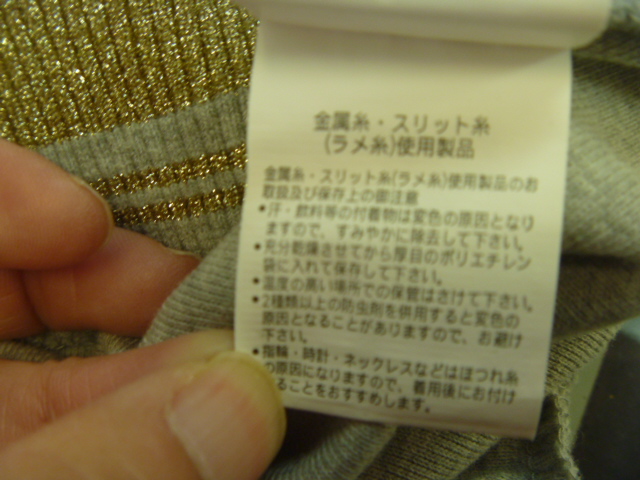 金属糸・スリット糸
(ラメ糸)使用製品
金属糸・スリット糸(ラメ糸)使用製品のお
取扱及び保存上の御注意
•汗・飲料等の付着物は変色の原因となり
ますので、すみやかに除去して下さい。
•充分乾燥させてから厚目のポリエチレン
袋に入れて保存して下さい。
•温度の高い場所での保管はさけて下さい。
•2種類以上の防虫剤を併用すると変色の
原因となることがありますので、お避け
下さい。
•指輪・時計・ネックレスなどはほつれ糸
の原因になりますので、着用後にお付け
ることをおすすめします。